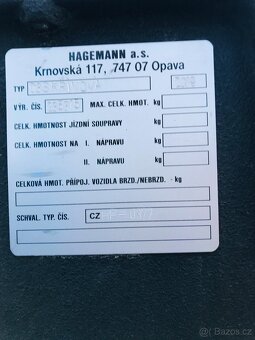 HAGEMANN a.s.
Krnovská 117, 747 07 Opava
TYP
VÝR. ČÍS. MAX. CELK. HMOT. kg
CELK. HMOTNOST JÍZDNÍ SOUPRAVY kg
CELK. HMOTNOST NA I. NÁPRAVU kg
II. NÁPRAVU kg
CELKOVÁ HMOT. PŘÍPOJ. VOZIDLA BRZD./NEBRZD. - kg
SCHVAL. TYP. ČÍS. CZ
Bazoš.cz